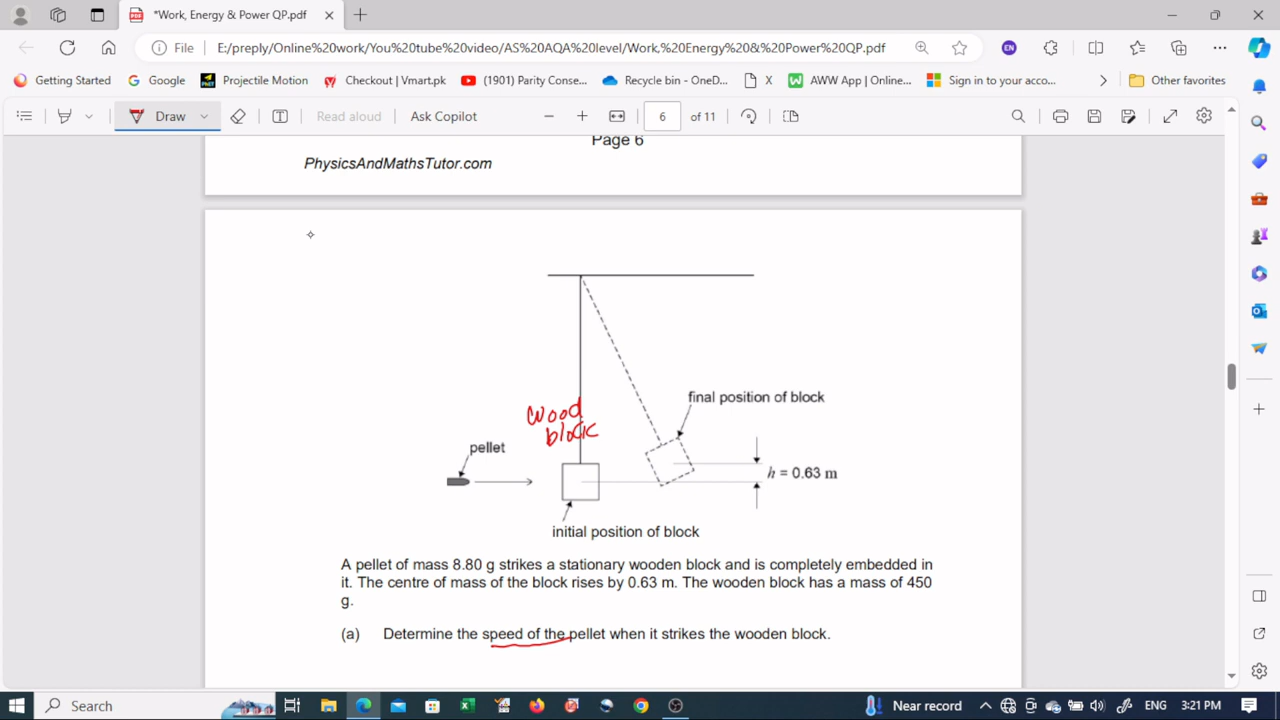 *Work, Energy & Power QP.pdf
File E:/preply/Online%20work/You%20tube%20video/AS%20AQA%20level/Work,%20Energy%20&%20Power%20QP.pdf
EN
Getting Started Google Projectile Motion Checkout | Vmart.pk (1901) Parity Conse... Recycle bin - OneD... X AWW App | Online... Sign in to your acco... Other favorites
Draw Read aloud Ask Copilot 6 of 11
Page 6
PhysicsAndMathsTutor.com
final position of block
wood
block
pellet
h = 0.63 m
initial position of block
A pellet of mass 8.80 g strikes a stationary wooden block and is completely embedded in
it. The centre of mass of the block rises by 0.63 m. The wooden block has a mass of 450
g.
(a) Determine the speed of the pellet when it strikes the wooden block.
Search Near record ENG 3:21 PM